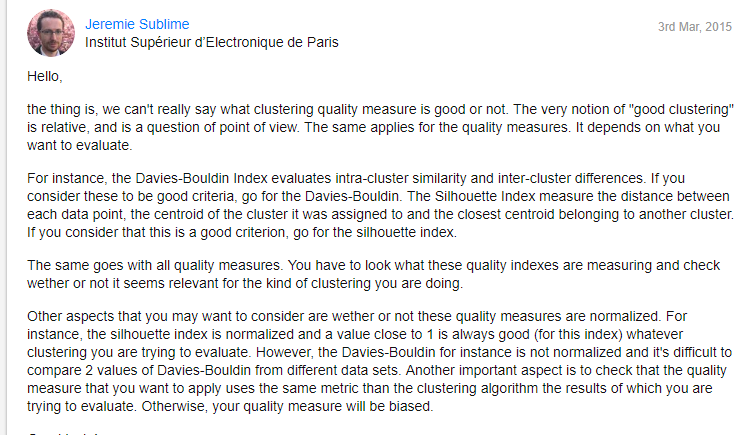 Jeremie Sublime
3rd Mar, 2015
Institut Supérieur d'Electronique de Paris
Hello,
the thing is, we can't really say what clustering quality measure is good or not. The very notion of "good clustering"
is relative, and is a question of point of view. The same applies for the quality measures. It depends on what you
want to evaluate.
For instance, the Davies-Bouldin Index evaluates intra-cluster similarity and inter-cluster differences. If you
consider these to be good criteria, go for the Davies-Bouldin. The Silhouette Index measure the distance between
each data point, the centroid of the cluster it was assigned to and the closest centroid belonging to another cluster.
If you consider that this is a good criterion, go for the silhouette index.
The same goes with all quality measures. You have to look what these quality indexes are measuring and check
wether or not it seems relevant for the kind of clustering you are doing.
Other aspects that you may want to consider are wether or not these quality measures are normalized. For
instance, the silhouette index is normalized and a value close to 1 is always good (for this index) whatever
clustering you are trying to evaluate. However, the Davies-Bouldin for instance is not normalized and it's difficult to
compare 2 values of Davies-Bouldin from different data sets. Another important aspect is to check that the quality
measure that you want to apply uses the same metric than the clustering algorithm the results of which you are
trying to evaluate. Otherwise, your quality measure will be biased.